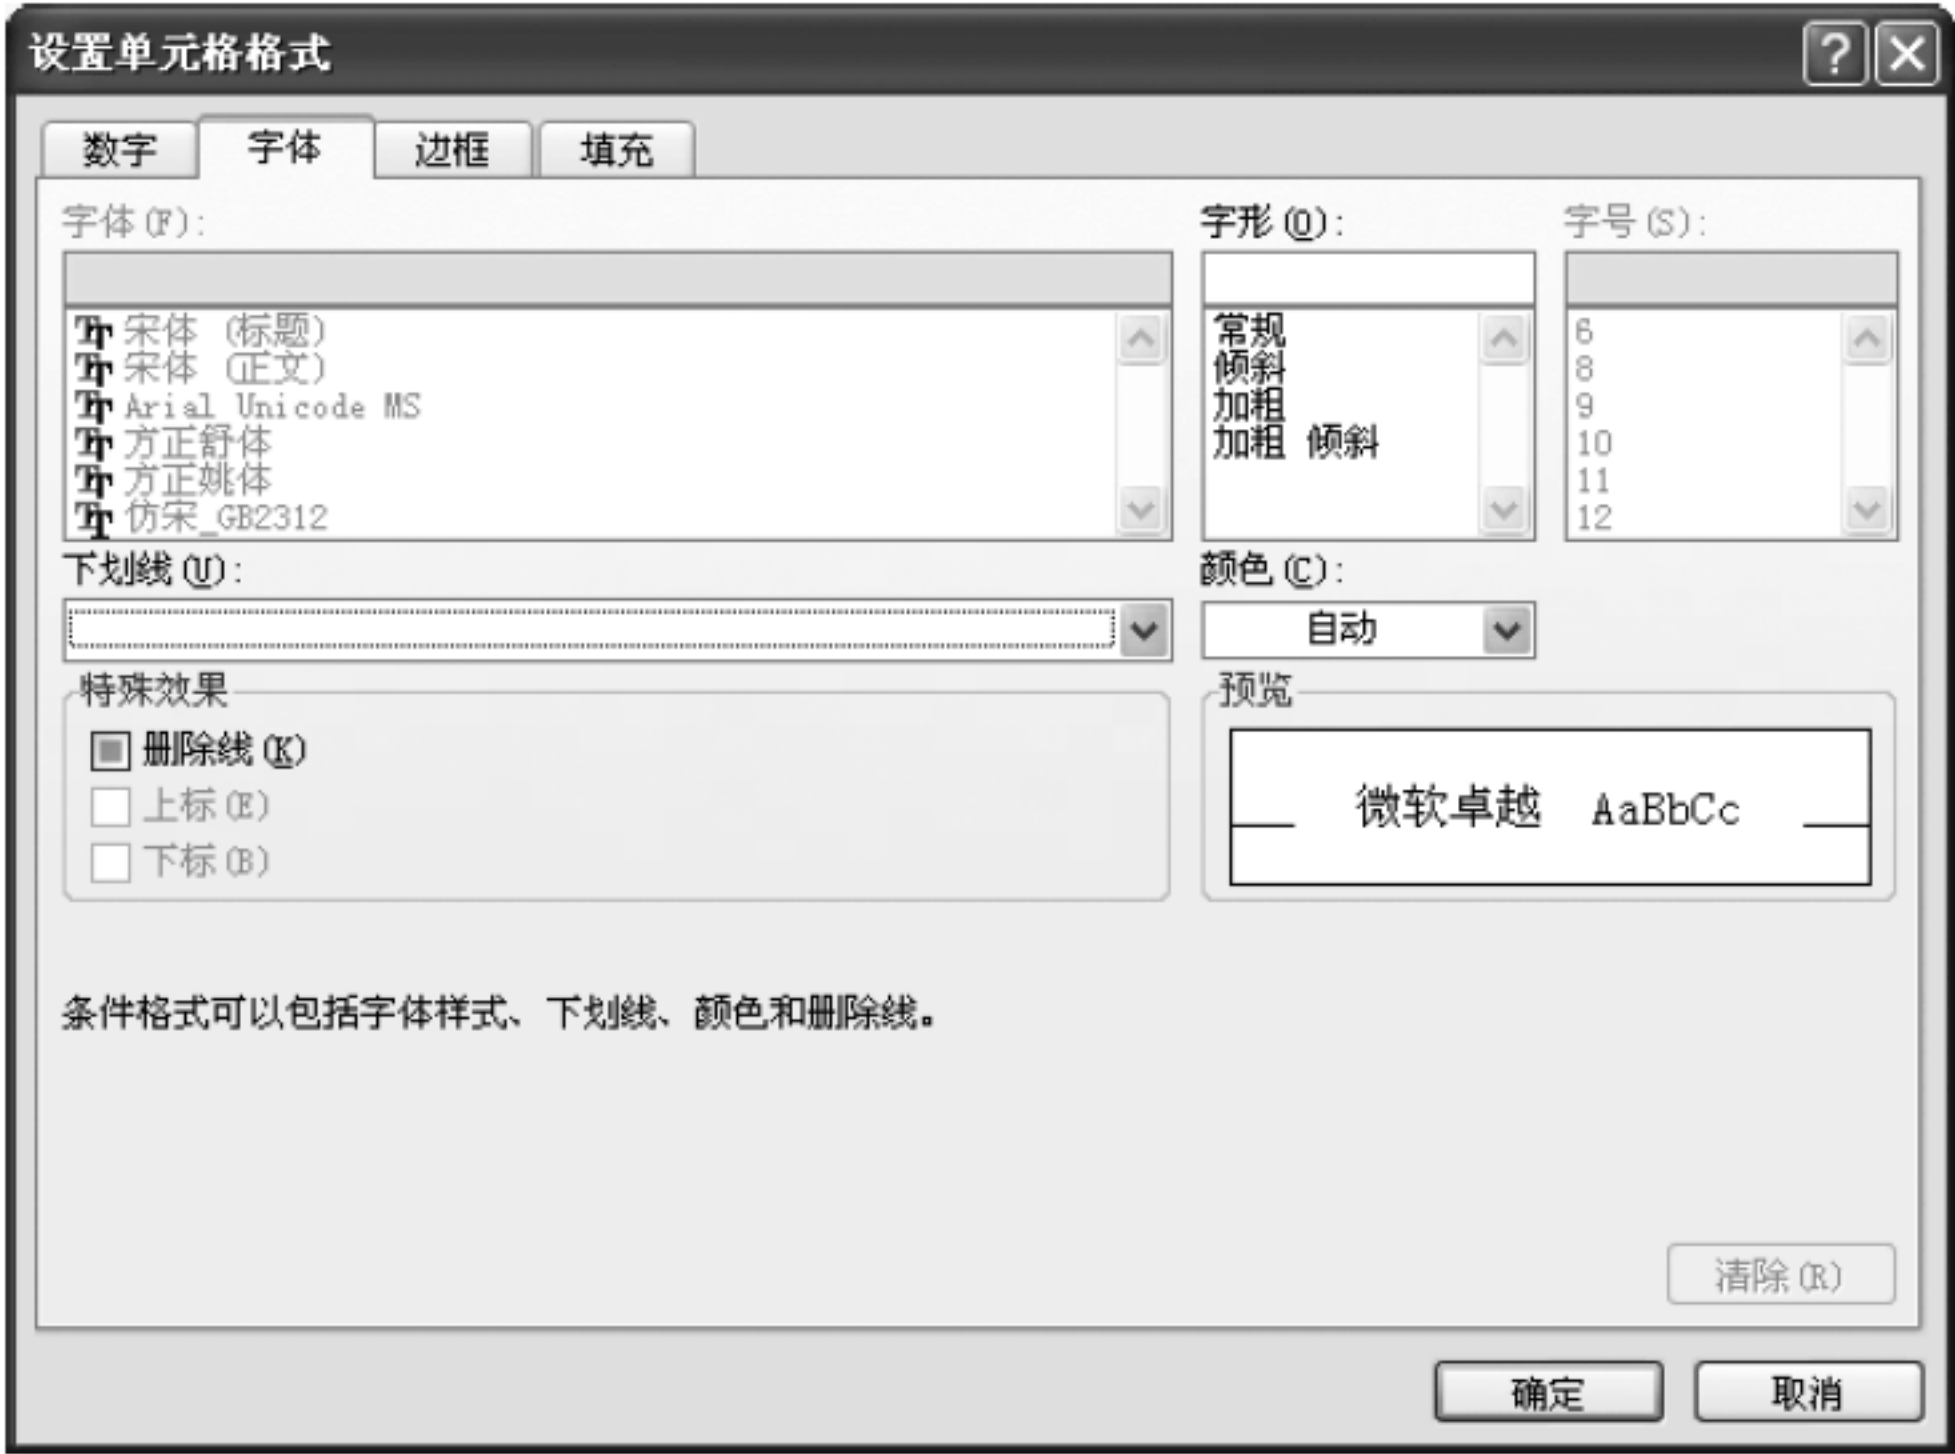 设置单元格格式
数字 字体 边框 填充
字体(F): 字形(O): 字号(S):
宋体 (标题) 常规 6
宋体 (正文) 倾斜 8
Arial Unicode MS 加粗 9
方正舒体 加粗 倾斜 10
方正姚体 11
仿宋_GB2312 12
下划线(U): 颜色(C):
自动
特殊效果 预览
删除线(K)
上标(E) 微软卓越 AaBbCc
下标(B)
条件格式可以包括字体样式、下划线、颜色和删除线。
清除(R)
确定 取消